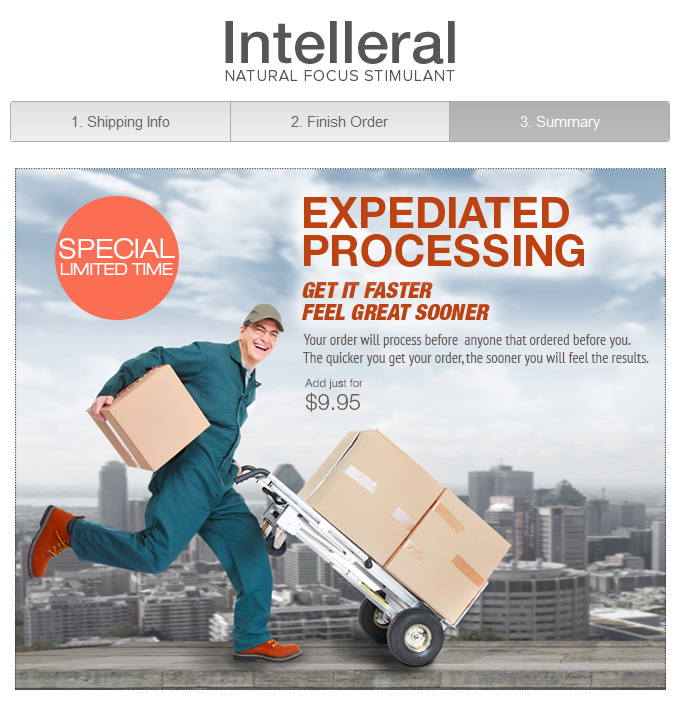 Intelleral
NATURAL FOCUS STIMULANT
1. Shipping Info
2. Finish Order
3. Summary
SPECIAL
LIMITED TIME
EXPEDIATED
PROCESSING
GET IT FASTER
FEEL GREAT SOONER
Your order will process before anyone that ordered before you.
The quicker you get your order, the sooner you will feel the results.
Add just for
$9.95